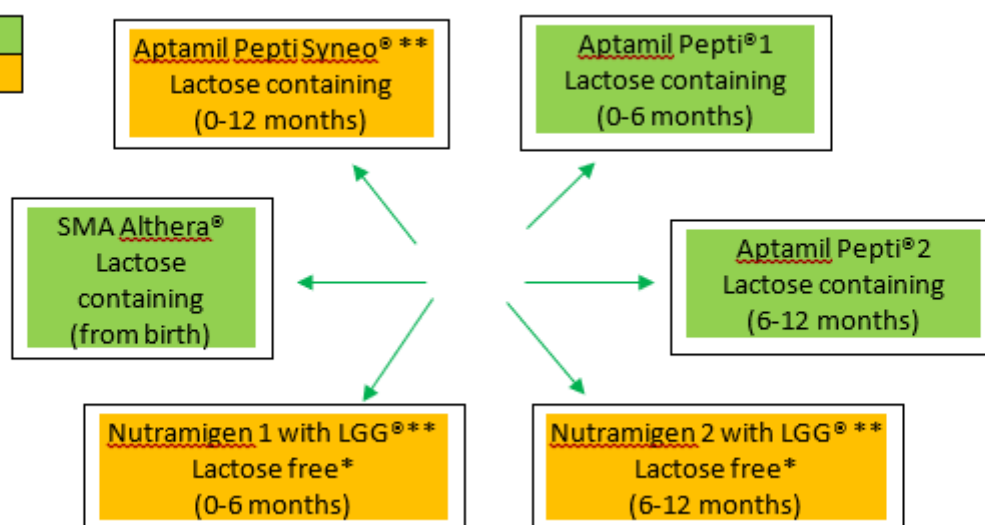 Aptamil Pepti Syneo® **
Lactose containing
(0-12 months)
Aptamil Pepti®1
Lactose containing
(0-6 months)
SMA Althera®
Lactose
containing
(from birth)
Aptamil Pepti®2
Lactose containing
(6-12 months)
Nutramigen 1 with LGG®**
Lactose free*
(0-6 months)
Nutramigen 2 with LGG® **
Lactose free*
(6-12 months)